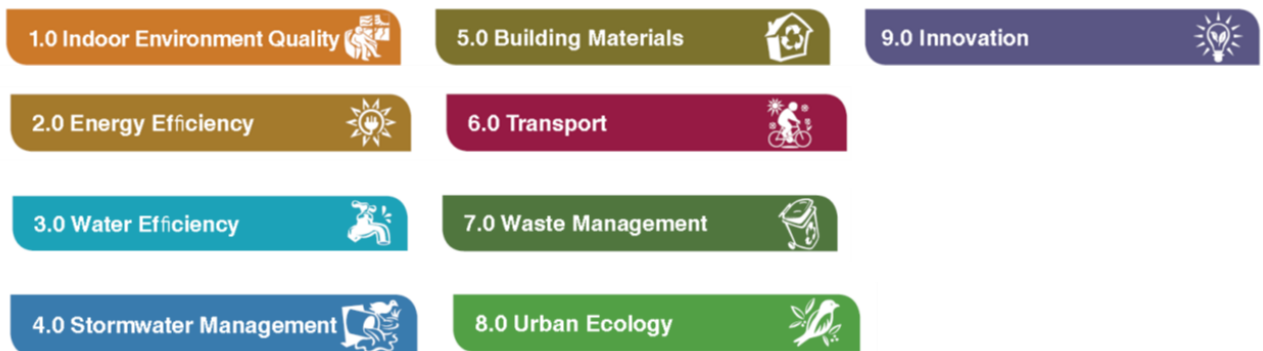 1.0 Indoor Environment Quality
2.0 Energy Efficiency
3.0 Water Efficiency
4.0 Stormwater Management
5.0 Building Materials
6.0 Transport
7.0 Waste Management
8.0 Urban Ecology
9.0 Innovation